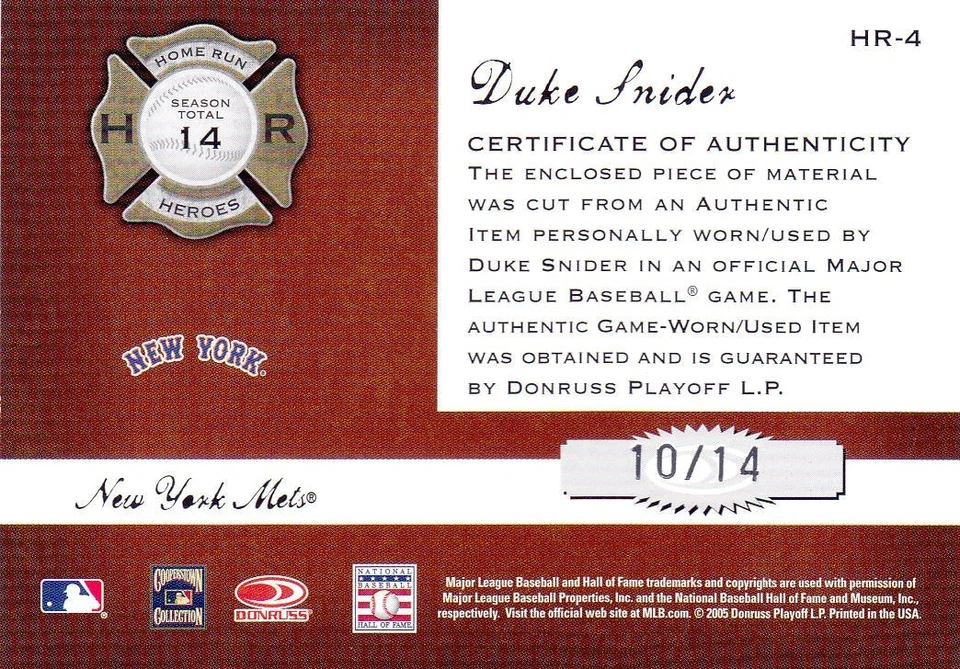 HR-4
HOME RUN
SEASON
TOTAL
H 14 R
HEROES
Duke Snider
CERTIFICATE OF AUTHENTICITY
THE ENCLOSED PIECE OF MATERIAL
WAS CUT FROM AN AUTHENTIC
ITEM PERSONALLY WORN/USED BY
DUKE SNIDER IN AN OFFICIAL MAJOR
LEAGUE BASEBALL® GAME. THE
AUTHENTIC GAME-WORN/USED ITEM
WAS OBTAINED AND IS GUARANTEED
BY DONRUSS PLAYOFF L.P.
NEW YORK
10/14
New York Mets®
COOPERSTOWN
COLLECTION
DONRUSS®
NATIONAL
BASEBALL
HALL OF FAME
Major League Baseball and Hall of Fame trademarks and copyrights are used with permission of
Major League Baseball Properties, Inc. and the National Baseball Hall of Fame and Museum, Inc.,
respectively. Visit the official web site at MLB.com. © 2005 Donruss Playoff L.P. Printed in the USA.